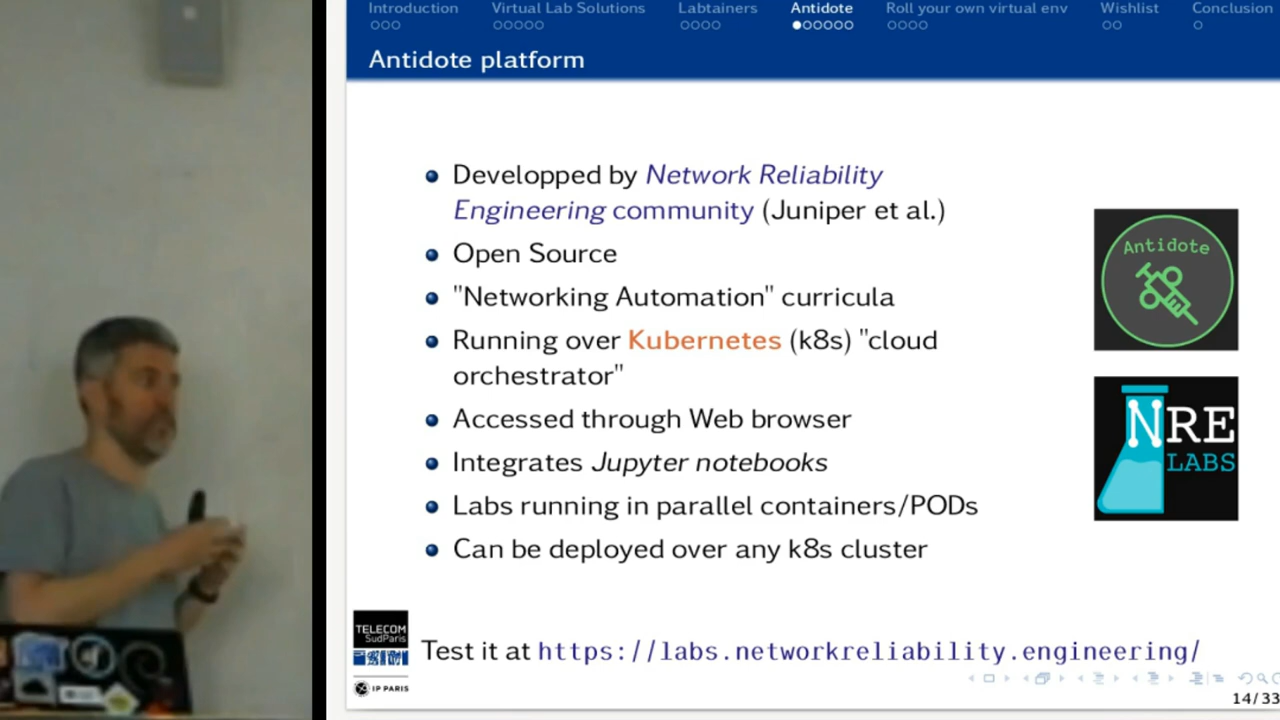 Introduction Virtual Lab Solutions Labtainers Antidote Roll your own virtual env Wishlist Conclusion
Antidote platform
Developped by Network Reliability
Engineering community (Juniper et al.)
Open Source
"Networking Automation" curricula
Running over Kubernetes (k8s) "cloud
orchestrator"
Accessed through Web browser
Integrates Jupyter notebooks
Labs running in parallel containers/PODs
Can be deployed over any k8s cluster
Antidote
NRE
LABS
TELECOM
SudParis
IP PARIS
Test it at https://labs.networkreliability.engineering/
14/33